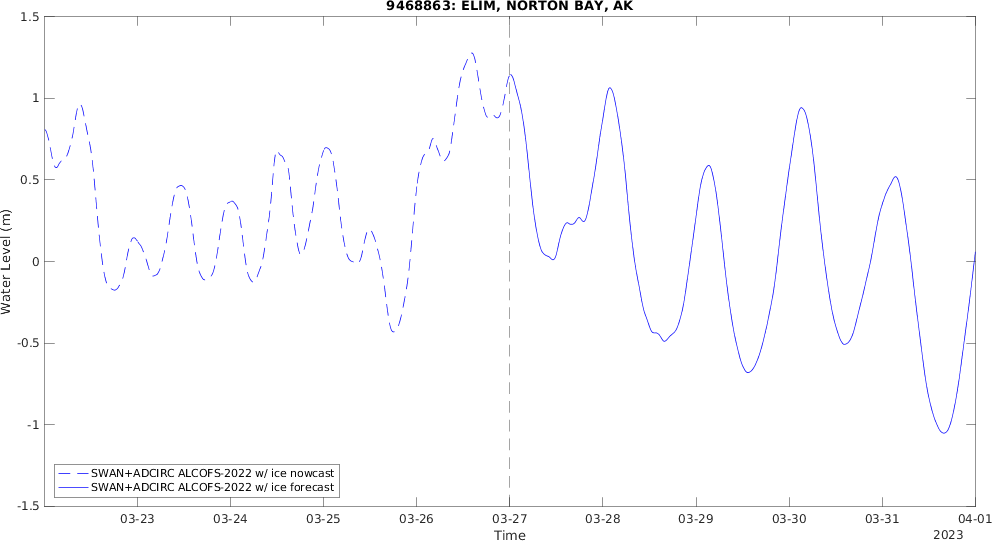 9468863: ELIM, NORTON BAY, AK
1.5
1
0.5
0
-0.5
-1
-1.5
Water Level (m)
SWAN+ADCIRC ALCOFS-2022 w/ ice nowcast
SWAN+ADCIRC ALCOFS-2022 w/ ice forecast
03-23 03-24 03-25 03-26 03-27 03-28 03-29 03-30 03-31 04-01
Time
2023